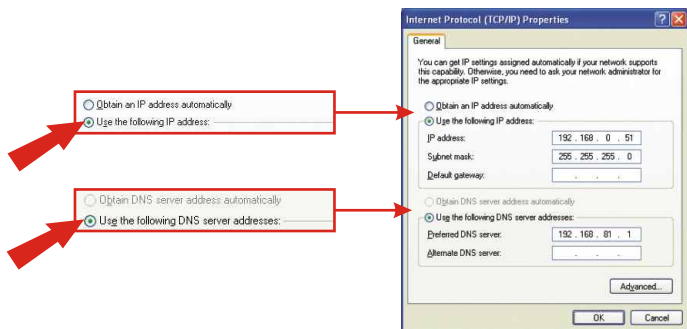 Internet Protocol (TCP/IP) Properties
General
You can get IP settings assigned automatically if your network supports
this capability. Otherwise, you need to ask your network administrator for
the appropriate IP settings.
Obtain an IP address automatically
Use the following IP address:
Obtain an IP address automatically
Use the following IP address:
IP address: 192 . 168 . 0 . 51
Subnet mask: 255 . 255 . 255 . 0
Default gateway: . . .
Obtain DNS server address automatically
Use the following DNS server addresses:
Obtain DNS server address automatically
Use the following DNS server addresses:
Preferred DNS server: 192 . 168 . 81 . 1
Alternate DNS server: . . .
Advanced...
OK Cancel